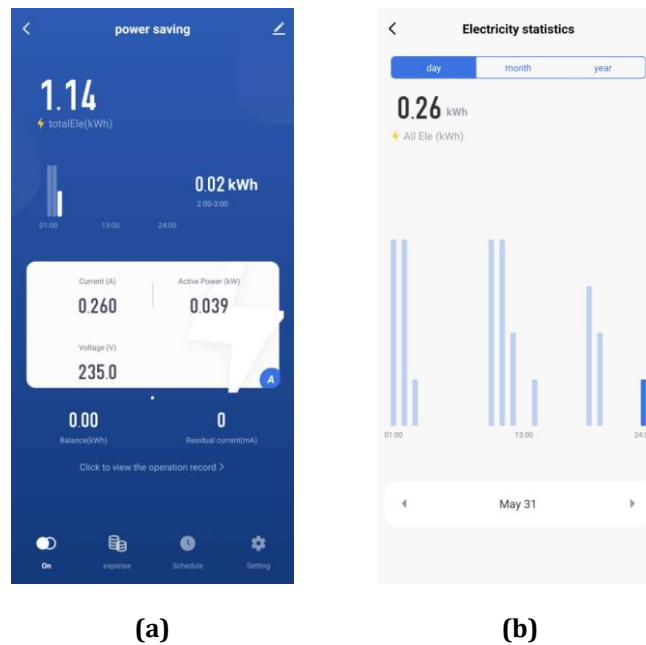 power saving
1.14
totalEle(kWh)
0.02 kWh
2:00-3:00
01:00 13:00 24:00
Current (A) Active Power (kW)
0.260 0.039
Voltage (V)
235.0
A
0.00 0
Balance(kWh) Residual current(mA)
Click to view the operation record >
On expense Schedule Setting
(a)
Electricity statistics
day month year
0.26 kWh
All Ele (kWh)
01:00 13:00
May 31
(b)